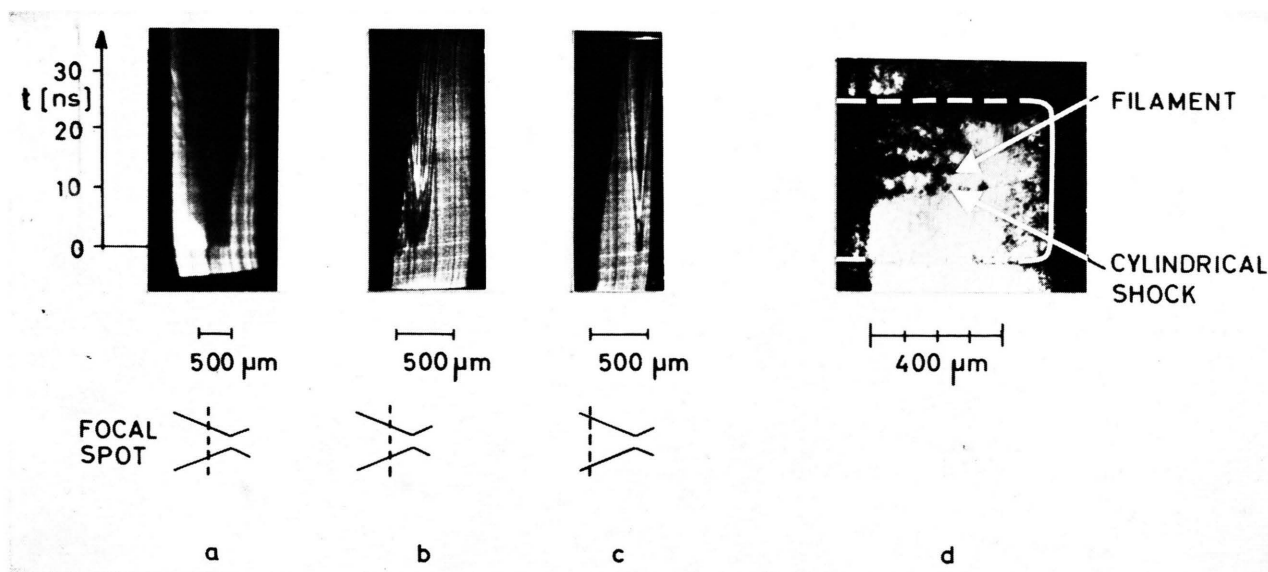 30
t [ns]
20
10
0
500 µm
500 µm
500 µm
400 µm
FILAMENT
CYLINDRICAL
SHOCK
FOCAL
SPOT
a
b
c
d